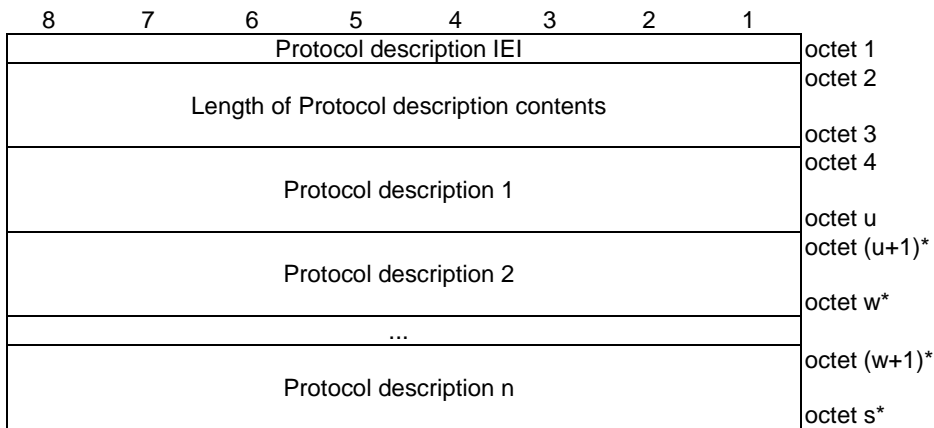 8 7 6 5 4 3 2 1
Protocol description IEI octet 1
octet 2
Length of Protocol description contents
octet 3
octet 4
Protocol description 1
octet u
octet (u+1)*
Protocol description 2
octet w*
...
octet (w+1)*
Protocol description n
octet s*